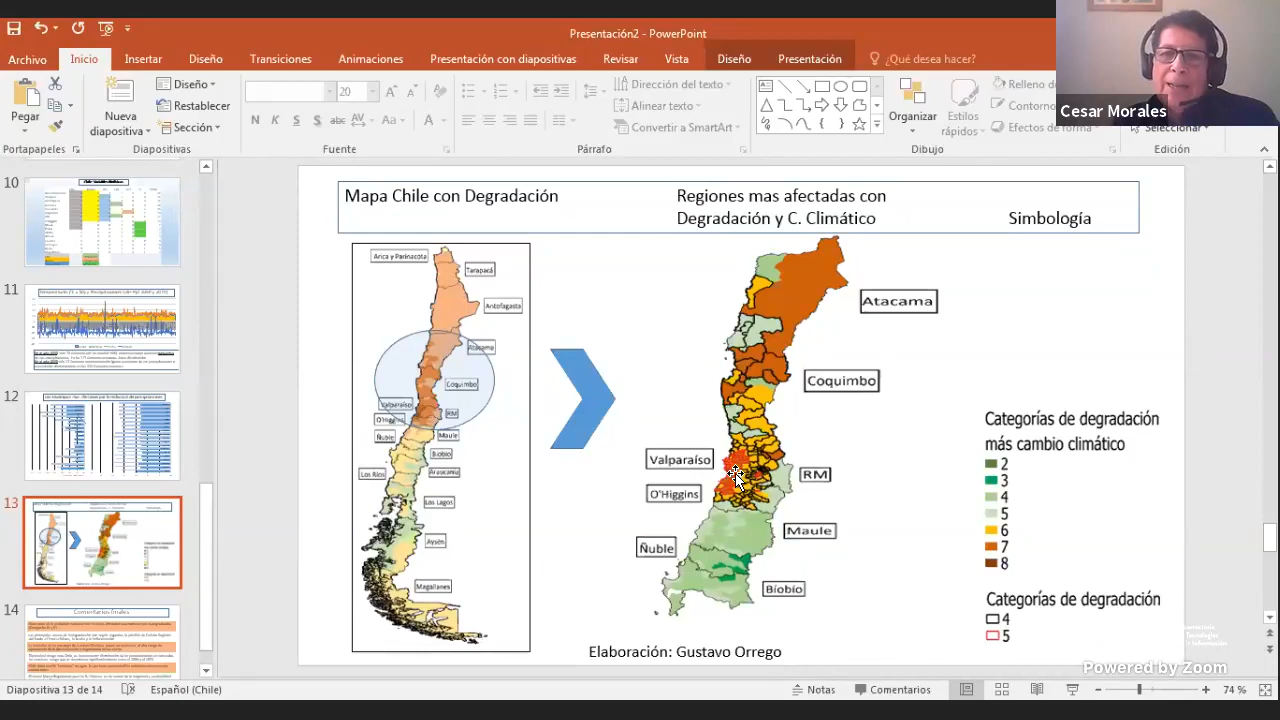 Presentación2 - PowerPoint
Archivo
Inicio
Insertar
Diseño
Transiciones
Animaciones
Presentación con diapositivas
Revisar
Vista
Diseño
Presentación
¿Qué desea hacer?
Cesar Morales
Pegar
Nueva
diapositiva
Diseño
Restablecer
Sección
20
N
K
S
S
abc
AV
Aa
A
Dirección del texto
Alinear texto
Convertir a SmartArt
Organizar
Estilos
rápidos
Relleno de
Contorno
Efectos de forma
Seleccionar
Portapapeles
Diapositivas
Fuente
Párrafo
Dibujo
Edición
10
11
12
13
14
Comentarios finales
Mapa Chile con Degradación
Regiones mas afectadas con
Degradación y C. Climático
Simbología
Arica y Parinacota
Tarapacá
Antofagasta
Atacama
Coquimbo
Valparaíso
RM
O'Higgins
Maule
Ñuble
Biobío
Araucanía
Los Ríos
Los Lagos
Aysén
Magallanes
Atacama
Coquimbo
Valparaíso
RM
O'Higgins
Maule
Ñuble
Bíobio
Categorías de degradación
más cambio climático
2
3
4
5
6
7
8
Categorías de degradación
4
5
Elaboración: Gustavo Orrego
Powered by Zoom
Diapositiva 13 de 14
Español (Chile)
Notas
Comentarios
74 %